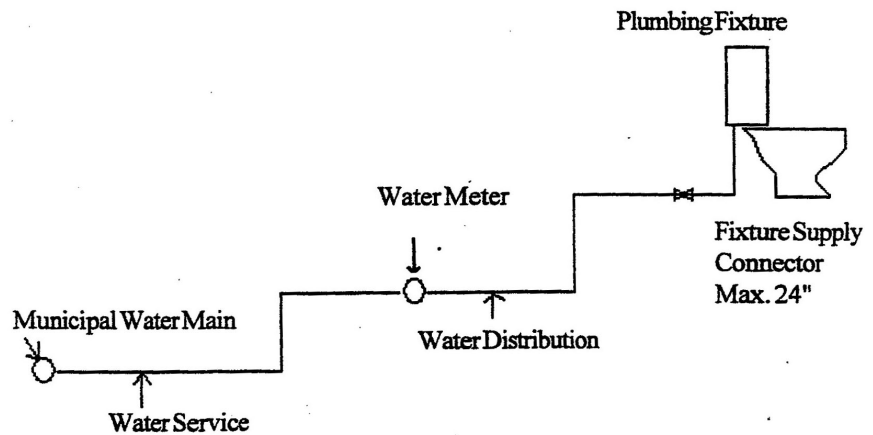 Plumbing Fixture
Water Meter
Fixture Supply
Connector
Max. 24"
Municipal Water Main
Water Distribution
Water Service